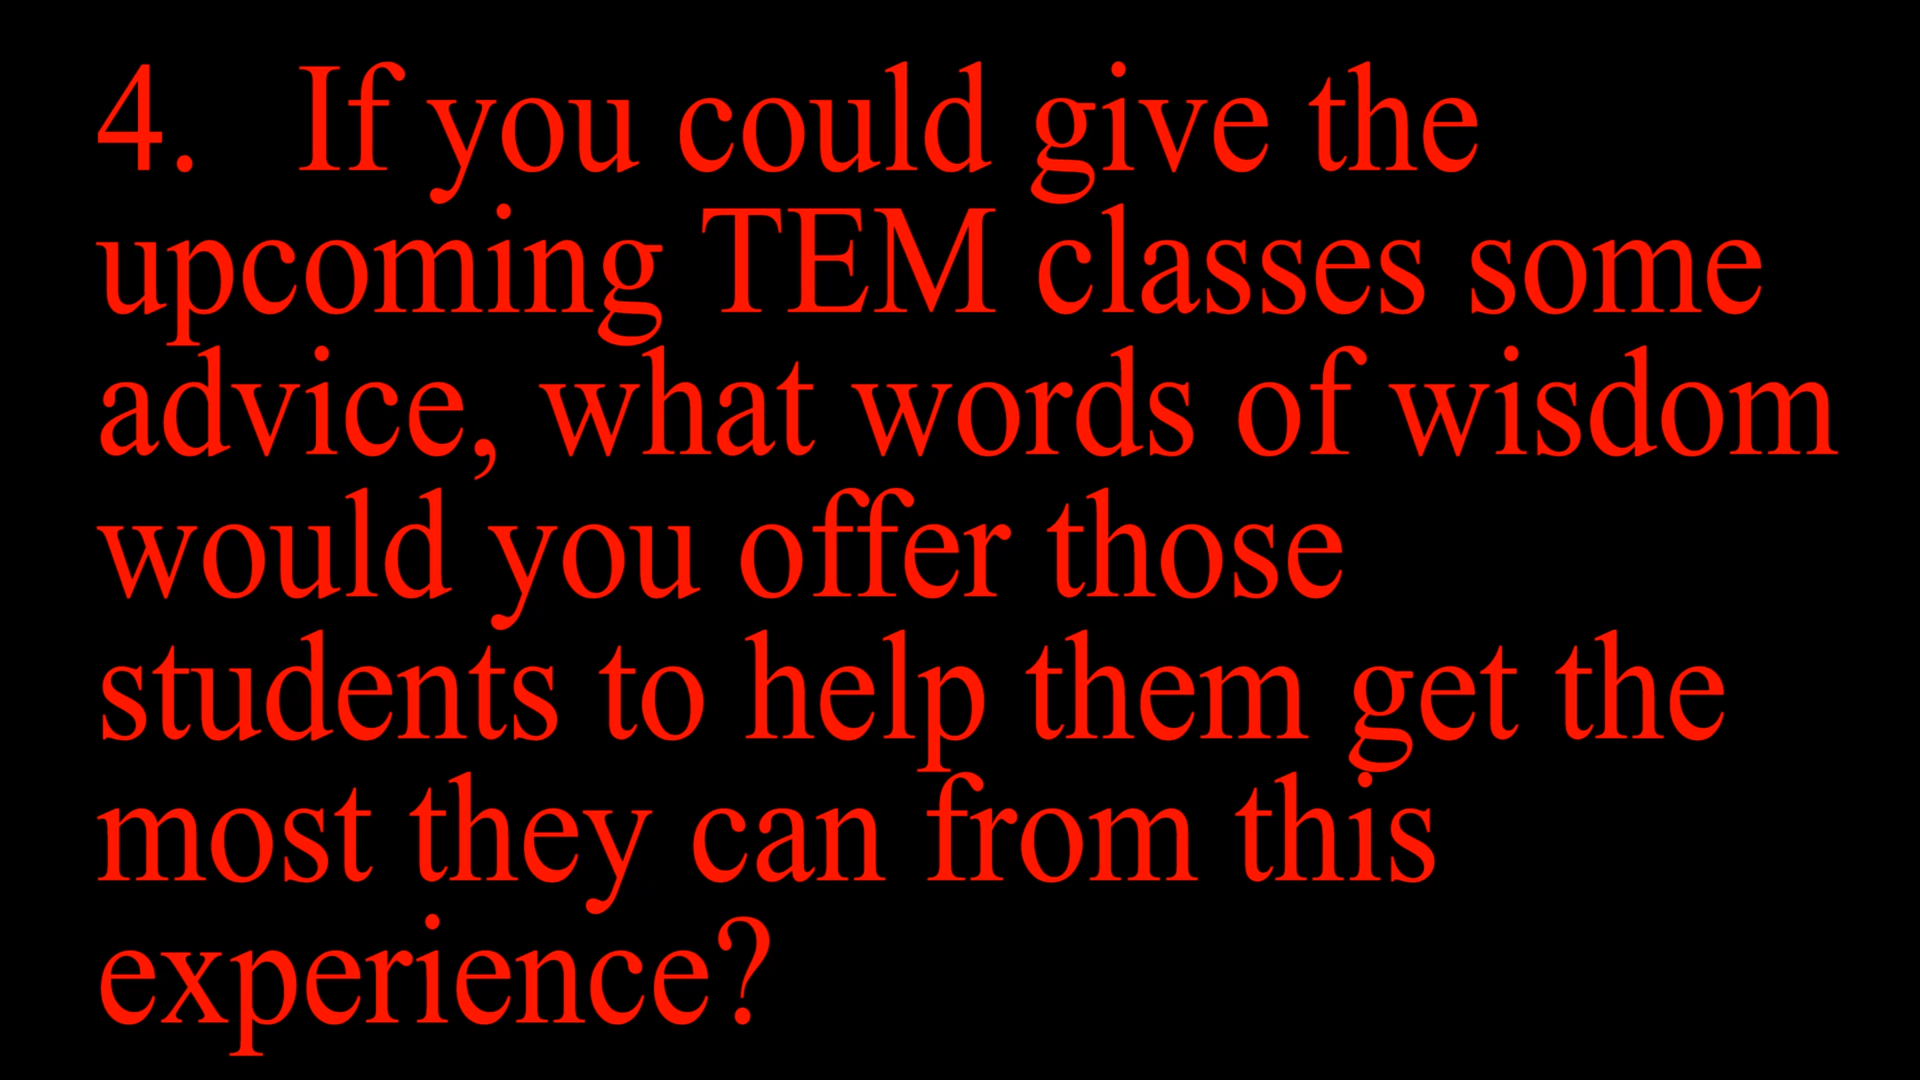 4. If you could give the
upcoming TEM classes some
advice, what words of wisdom
would you offer those
students to help them get the
most they can from this
experience?